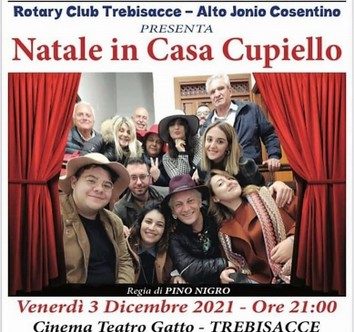 Rotary Club Trebisacce – Alto Jonio Cosentino
PRESENTA
Natale in Casa Cupiello
Regia di PINO NIGRO
Venerdì 3 Dicembre 2021 - Ore 21:00
Cinema Teatro Gatto - TREBISACCE